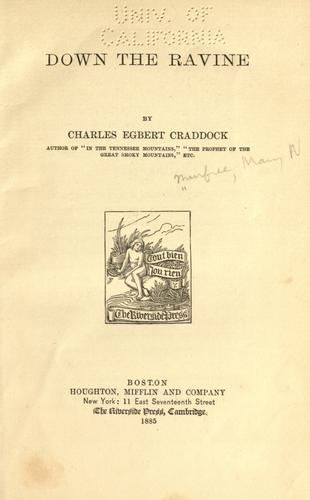 UNIV. OF
CALIFORNIA
DOWN THE RAVINE
BY
CHARLES EGBERT CRADDOCK
AUTHOR OF "IN THE TENNESSEE MOUNTAINS," "THE PROPHET OF THE
GREAT SMOKY MOUNTAINS," ETC.
Murfree, Mary N
Tout bien
ou rien
The Riverside Press
BOSTON
HOUGHTON, MIFFLIN AND COMPANY
New York: 11 East Seventeenth Street
The Riverside Press, Cambridge
1885